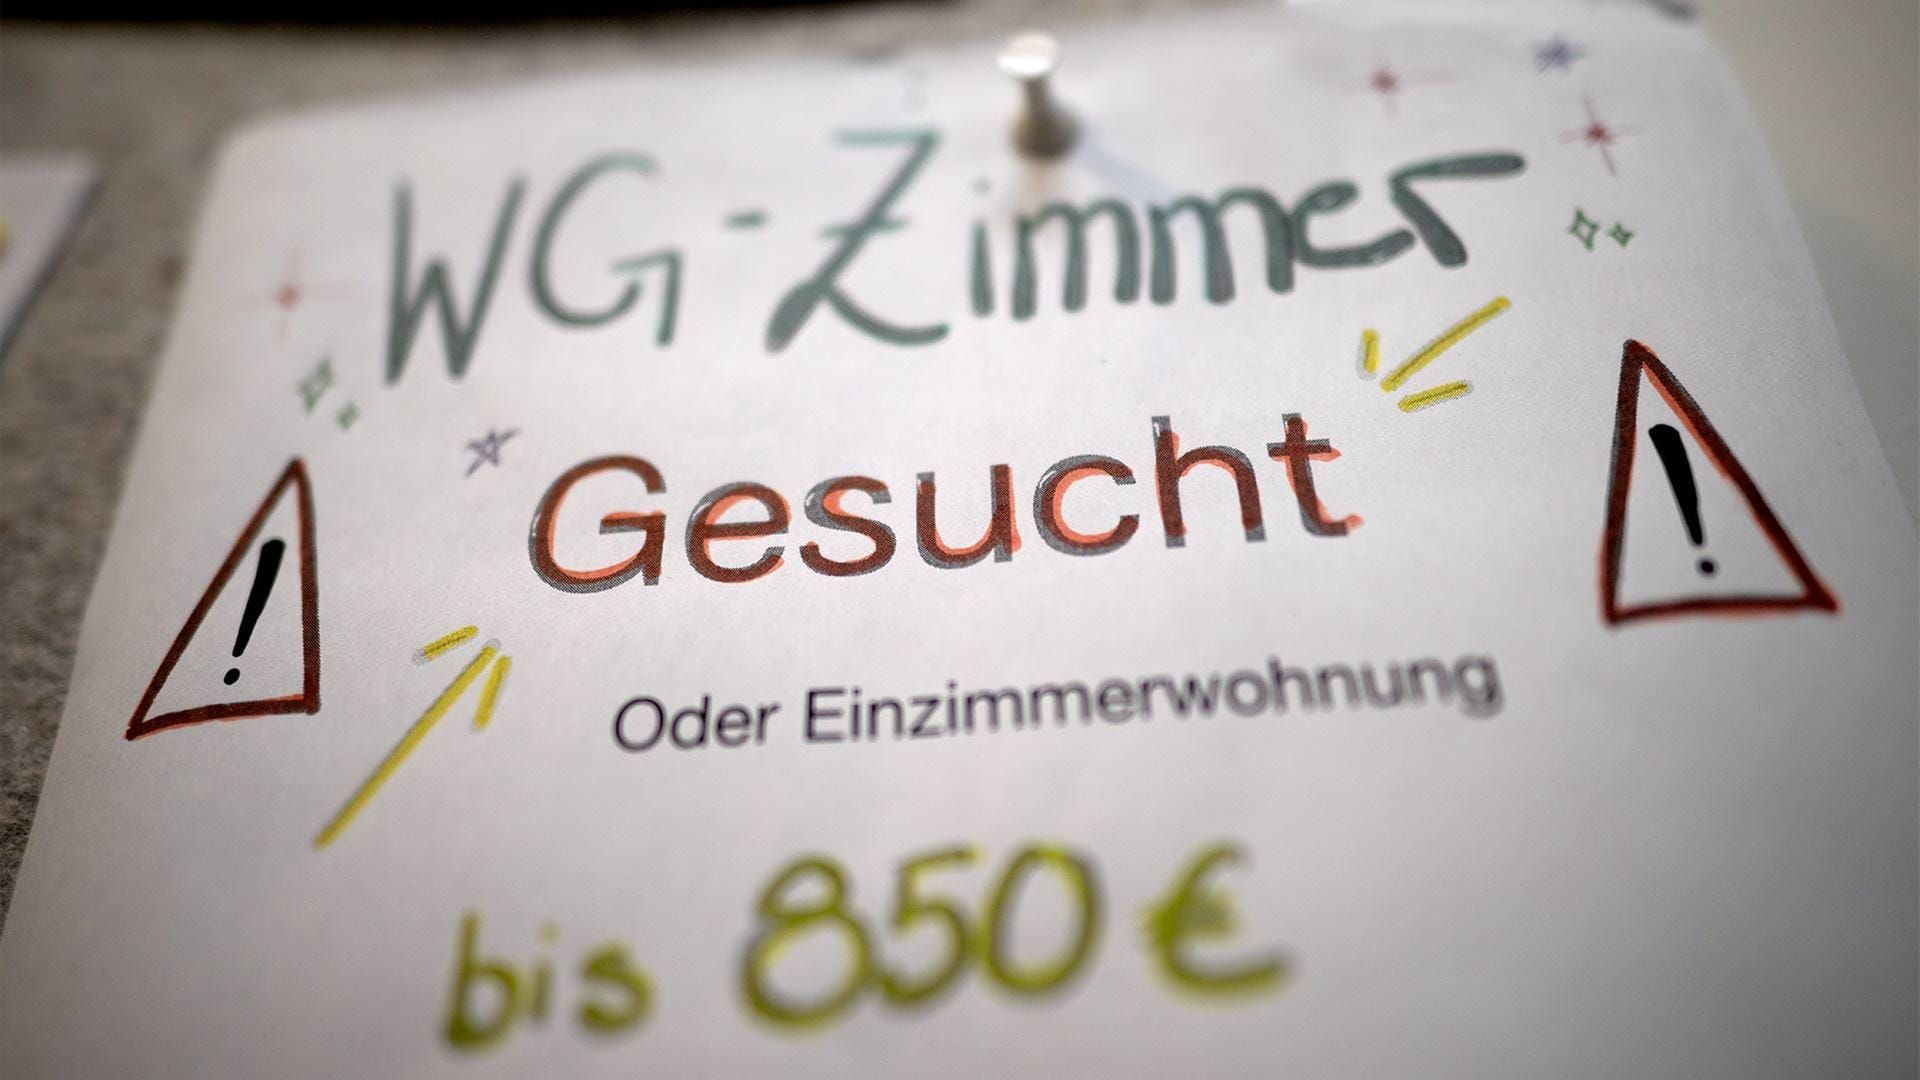 WG-Zimmer
Gesucht
Oder Einzimmerwohnung
bis 850 €